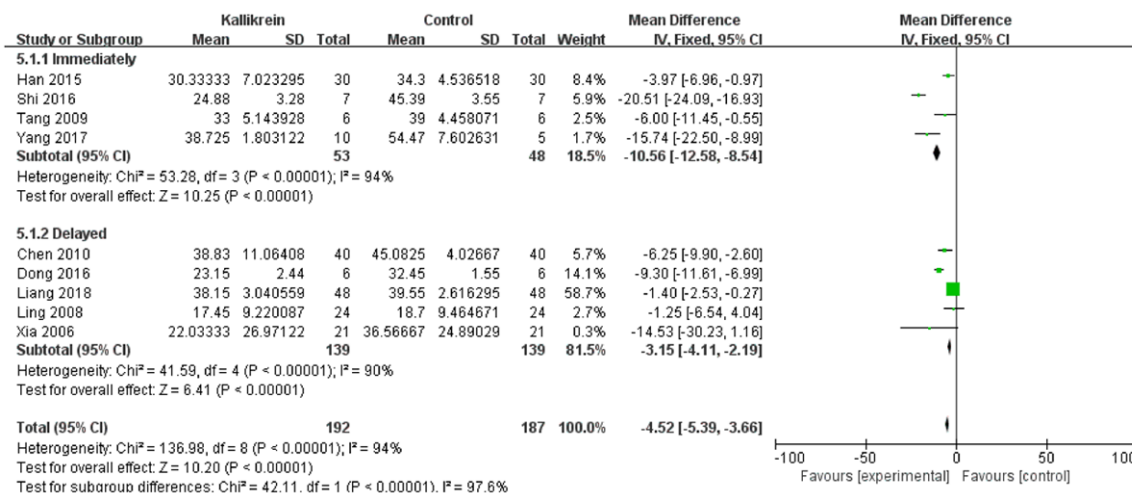 Kallikrein Control Mean Difference Mean Difference
Study or Subgroup Mean SD Total Mean SD Total Weight IV, Fixed, 95% CI IV, Fixed, 95% CI
5.1.1 Immediately
Han 2015 30.33333 7.023295 30 34.3 4.536518 30 8.4% -3.97 [-6.96, -0.97]
Shi 2016 24.88 3.28 7 45.39 3.55 7 5.9% -20.51 [-24.09, -16.93]
Tang 2009 33 5.143928 6 39 4.458071 6 2.5% -6.00 [-11.45, -0.55]
Yang 2017 38.725 1.803122 10 54.47 7.602631 5 1.7% -15.74 [-22.50, -8.99]
Subtotal (95% CI) 53 48 18.5% -10.56 [-12.58, -8.54]
Heterogeneity: Chi² = 53.28, df = 3 (P < 0.00001); I² = 94%
Test for overall effect: Z = 10.25 (P < 0.00001)
5.1.2 Delayed
Chen 2010 38.83 11.06408 40 45.0825 4.02667 40 5.7% -6.25 [-9.90, -2.60]
Dong 2016 23.15 2.44 6 32.45 1.55 6 14.1% -9.30 [-11.61, -6.99]
Liang 2018 38.15 3.040559 48 39.55 2.616295 48 58.7% -1.40 [-2.53, -0.27]
Ling 2008 17.45 9.220087 24 18.7 9.464671 24 2.7% -1.25 [-6.54, 4.04]
Xia 2006 22.03333 26.97122 21 36.56667 24.89029 21 0.3% -14.53 [-30.23, 1.16]
Subtotal (95% CI) 139 139 81.5% -3.15 [-4.11, -2.19]
Heterogeneity: Chi² = 41.59, df = 4 (P < 0.00001); I² = 90%
Test for overall effect: Z = 6.41 (P < 0.00001)
Total (95% CI) 192 187 100.0% -4.52 [-5.39, -3.66]
Heterogeneity: Chi² = 136.98, df = 8 (P < 0.00001); I² = 94%
Test for overall effect: Z = 10.20 (P < 0.00001)
Test for subgroup differences: Chi² = 42.11, df = 1 (P < 0.00001), I² = 97.6%
-100 -50 0 50 100
Favours [experimental] Favours [control]